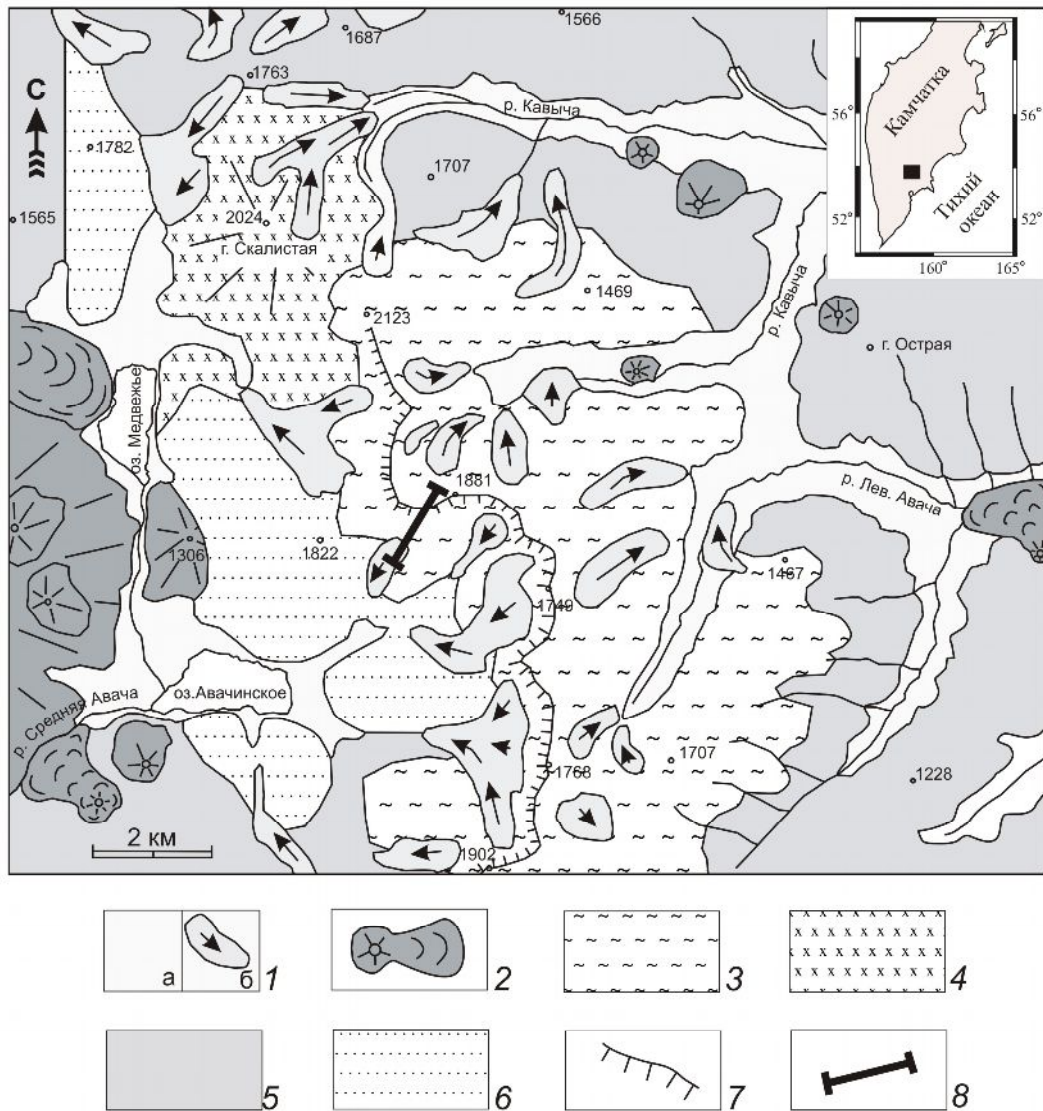 1566
1687
1763
С
р. Кавыча
56°
56°
Камчатка
1782
1707
52°
52°
Тихий
океан
1565
2024
г. Скалистая
160°
165°
1469
р. Кавыча
2123
г. Острая
оз. Медвежье
1881
р. Лев. Авача
1306
1822
1467
1749
р. Средняя Авача
оз.Авачинское
1768
1707
1228
2 км
1902
а
б
1
2
3
4
5
6
7
8